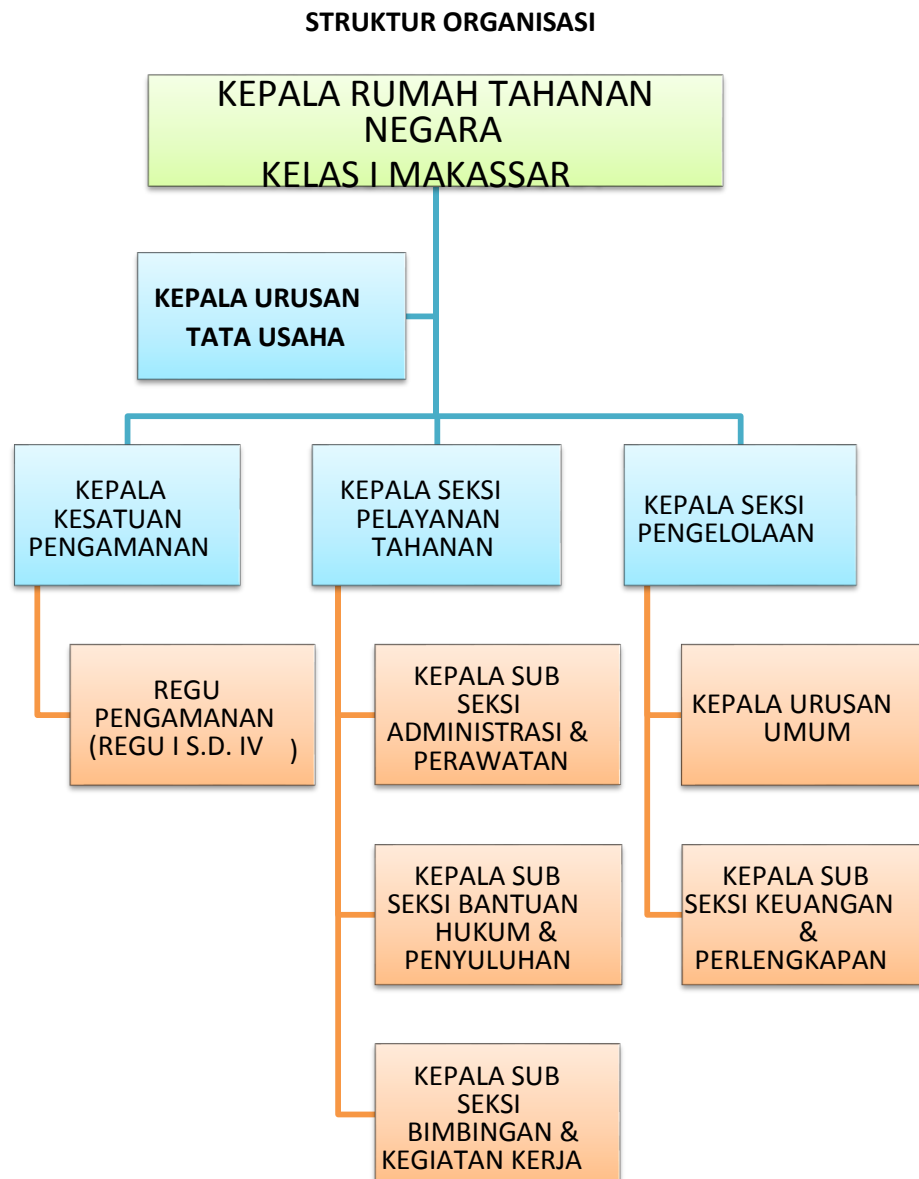 STRUKTUR ORGANISASI
KEPALA RUMAH TAHANAN
NEGARA
KELAS I MAKASSAR
KEPALA URUSAN
TATA USAHA
KEPALA
KESATUAN
PENGAMANAN
KEPALA SEKSI
PELAYANAN
TAHANAN
KEPALA SEKSI
PENGELOLAAN
REGU
PENGAMANAN
(REGU I S.D. IV )
KEPALA SUB
SEKSI
ADMINISTRASI &
PERAWATAN
KEPALA URUSAN
UMUM
KEPALA SUB
SEKSI BANTUAN
HUKUM &
PENYULUHAN
KEPALA SUB
SEKSI KEUANGAN
&
PERLENGKAPAN
KEPALA SUB
SEKSI
BIMBINGAN &
KEGIATAN KERJA